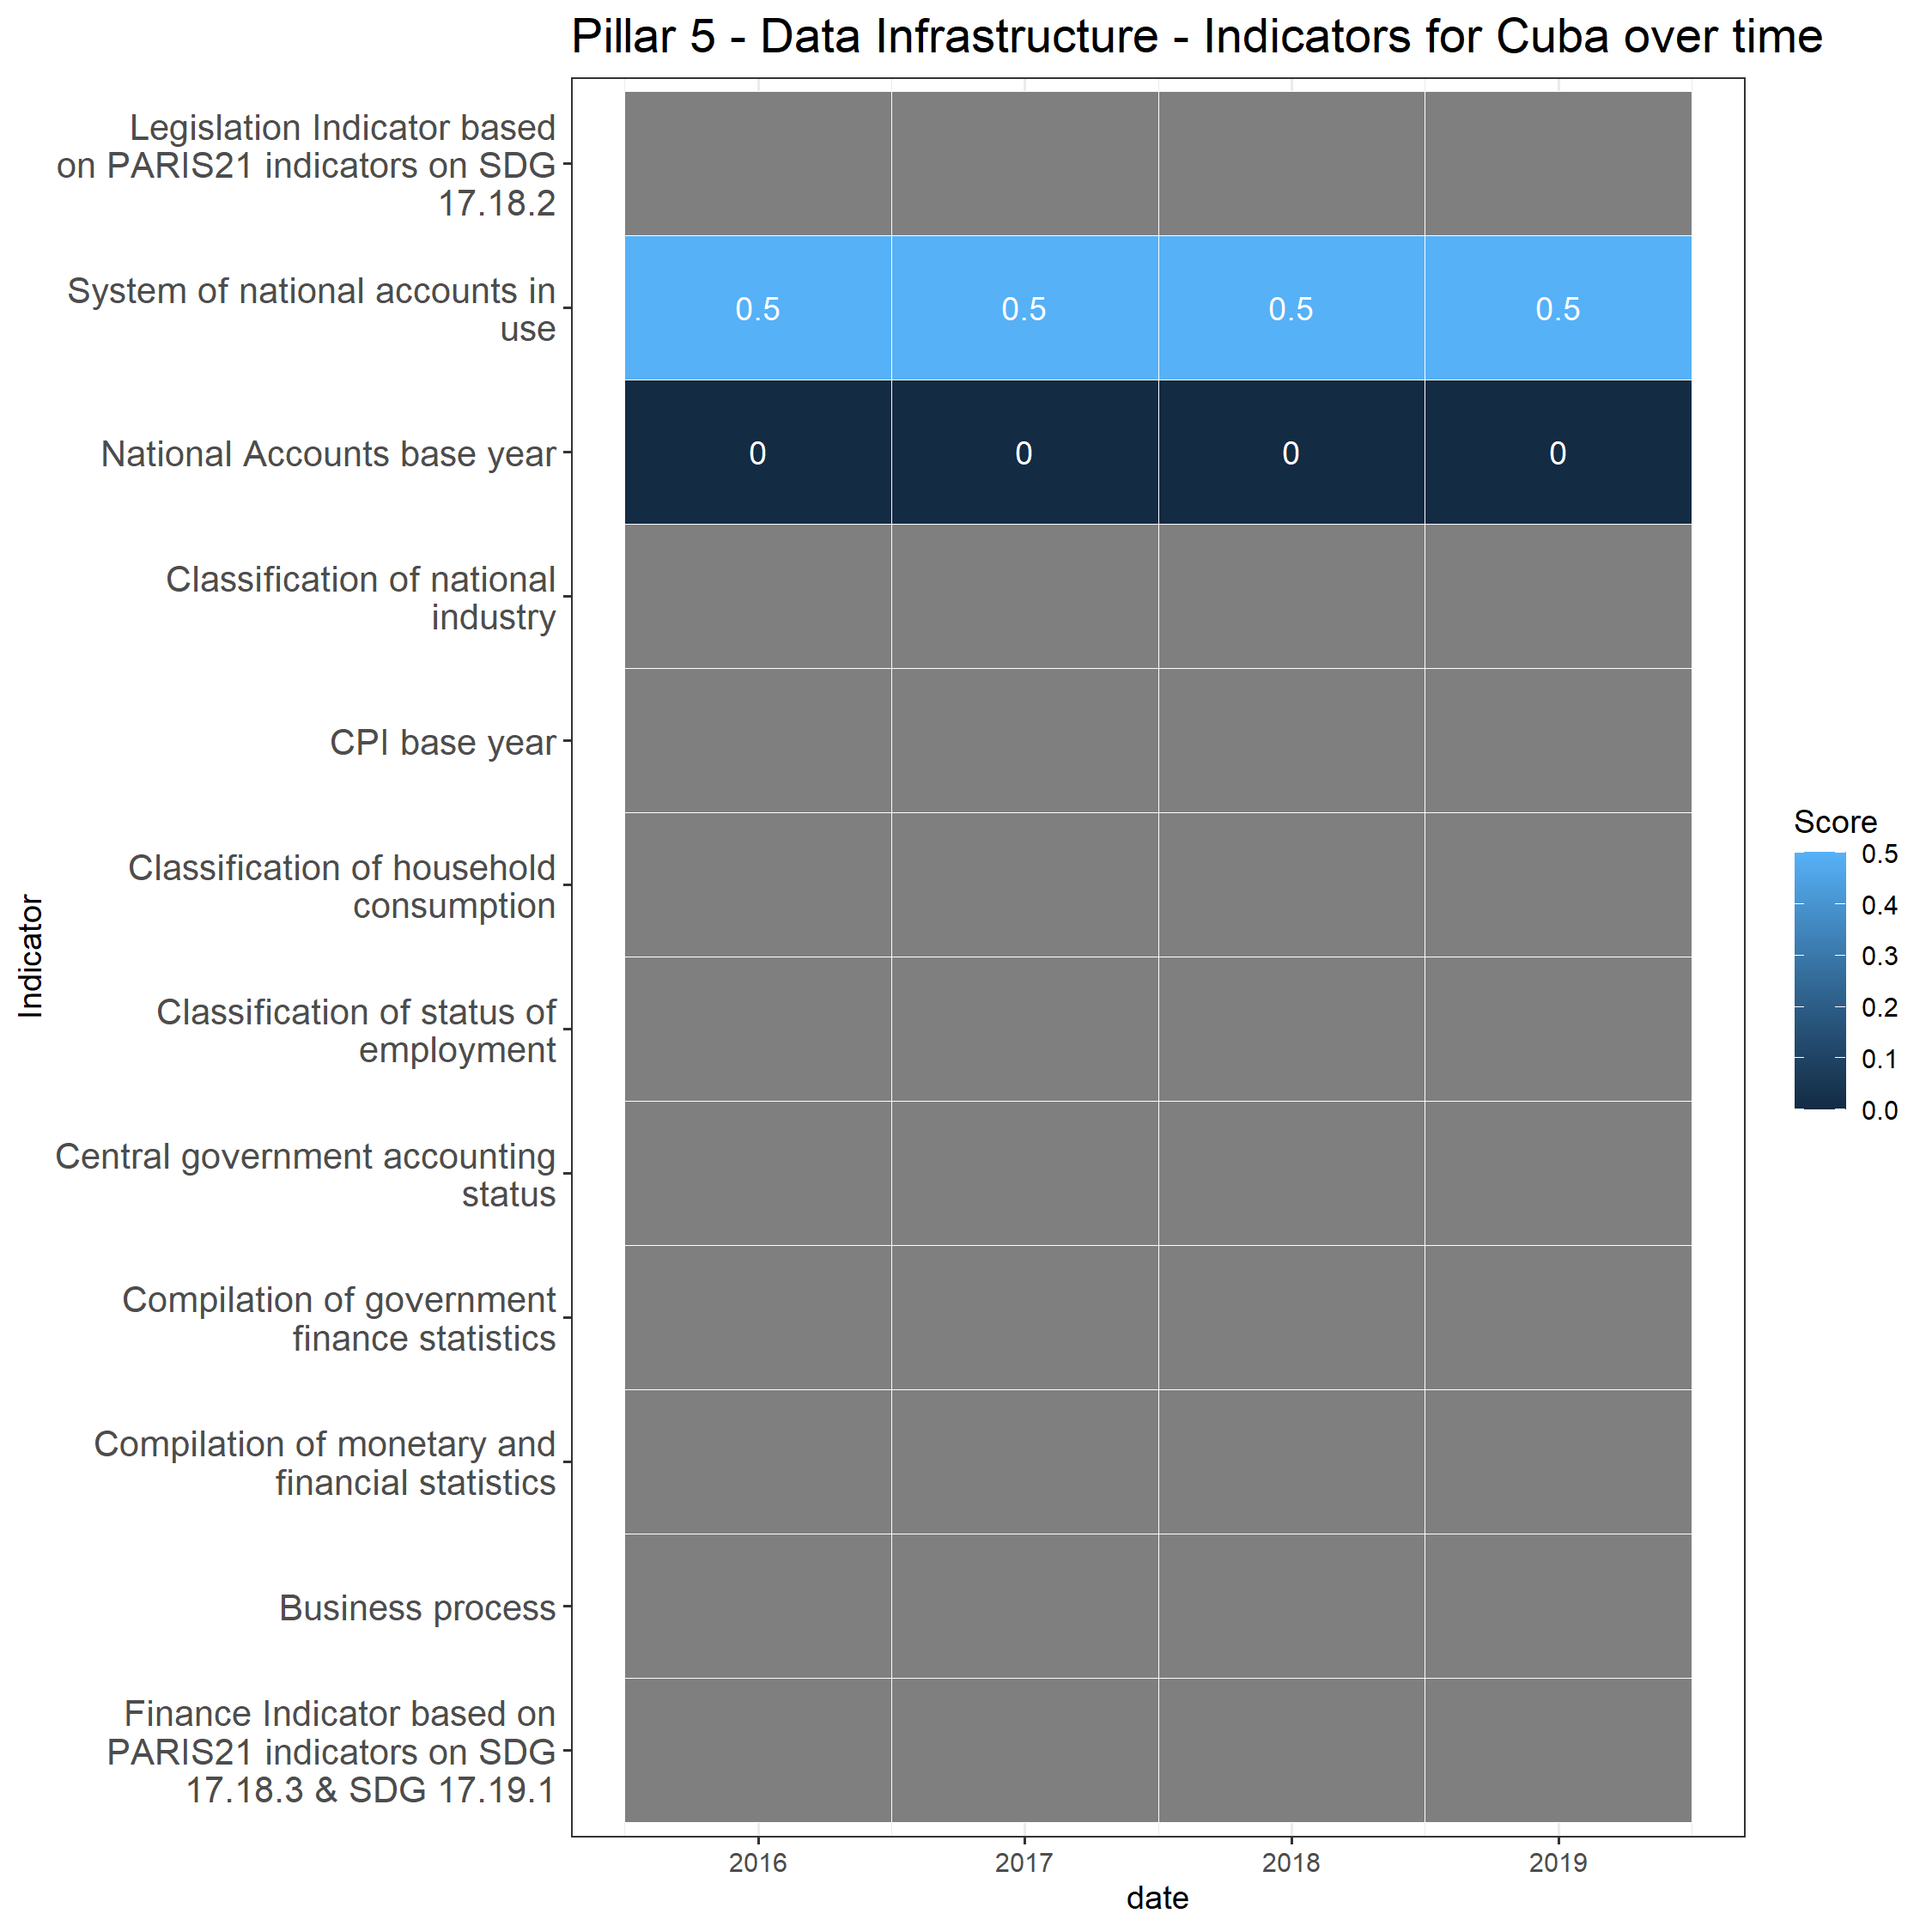 Pillar 5 - Data Infrastructure - Indicators for Cuba over time
Legislation Indicator based
on PARIS21 indicators on SDG
17.18.2
System of national accounts in
use
0.5 0.5 0.5 0.5
National Accounts base year
0 0 0 0
Classification of national
industry
CPI base year
Classification of household
consumption
Classification of status of
employment
Central government accounting
status
Compilation of government
finance statistics
Compilation of monetary and
financial statistics
Business process
Finance Indicator based on
PARIS21 indicators on SDG
17.18.3 & SDG 17.19.1
Indicator
2016 2017 2018 2019
date
Score
0.5
0.4
0.3
0.2
0.1
0.0